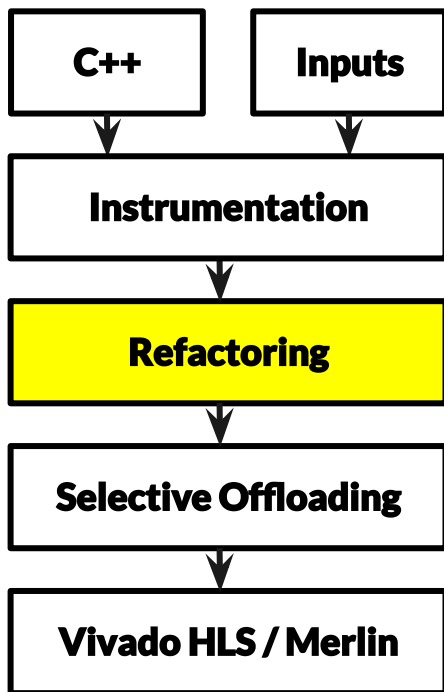 C++
Inputs
Instrumentation
Refactoring
Selective Offloading
Vivado HLS / Merlin